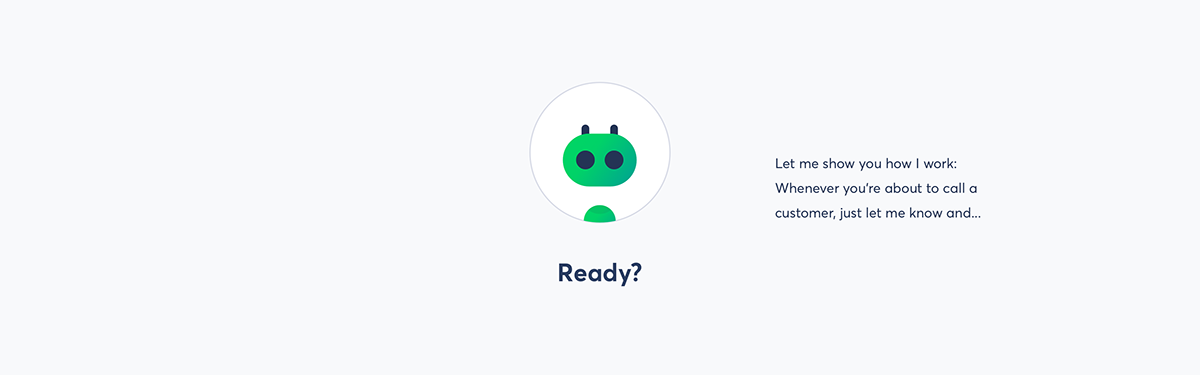 Let me show you how I work:
Whenever you're about to call a
customer, just let me know and...
Ready?